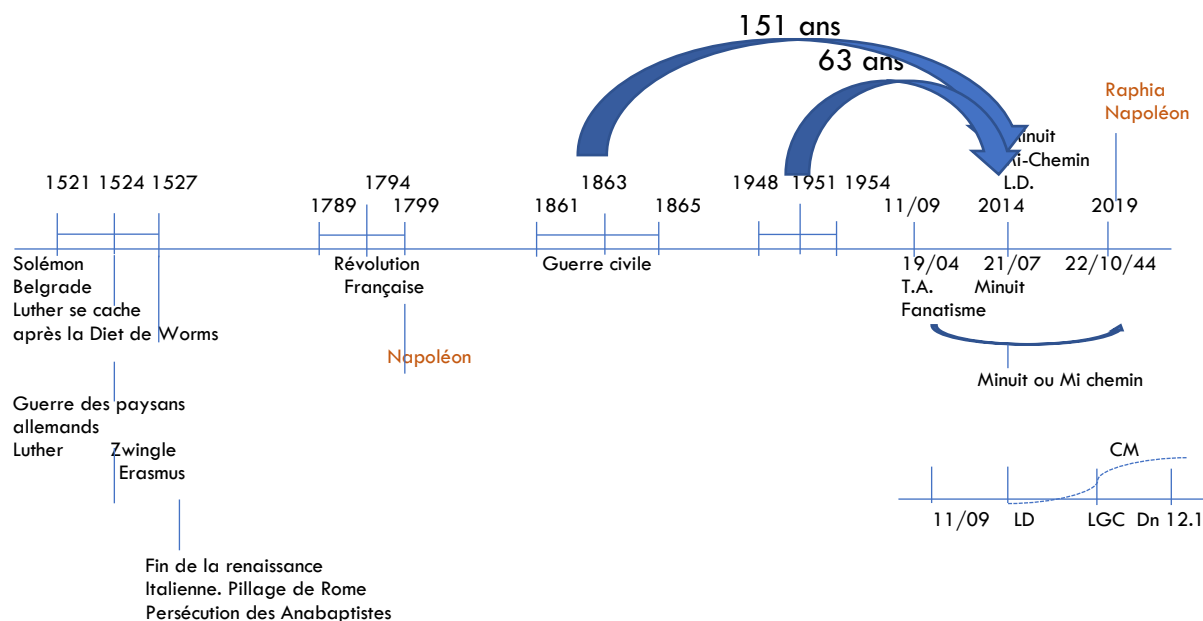 151 ans
63 ans
Raphia
Napoléon
Minuit
Mi-Chemin
L.D.
1521 1524 1527
1794
1789 1799
1863
1861 1865
1948 1951 1954
11/09 2014 2019
Solémon
Belgrade
Luther se cache
après la Diet de Worms
Révolution
Française
Guerre civile
19/04 21/07 22/10/44
T.A. Minuit
Fanatisme
Napoléon
Minuit ou Mi chemin
Guerre des paysans
allemands
Luther Zwingle
Erasmus
CM
11/09 LD LGC Dn 12.1
Fin de la renaissance
Italienne. Pillage de Rome
Persécution des Anabaptistes